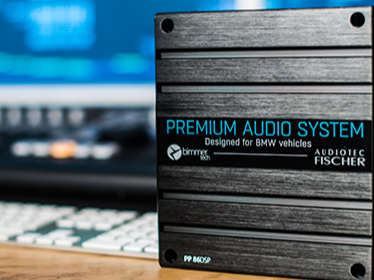 PREMIUM AUDIO SYSTEM
Designed for BMW vehicles
bimmer tech AUDIOTEC FISCHER
PP 86DSP